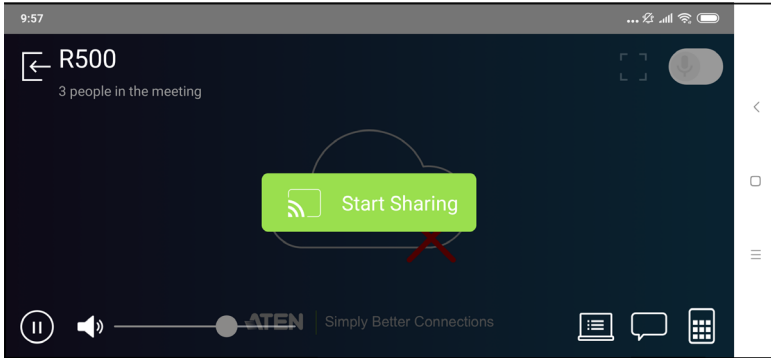 9:57
R500
3 people in the meeting
Start Sharing
ATEN Simply Better Connections